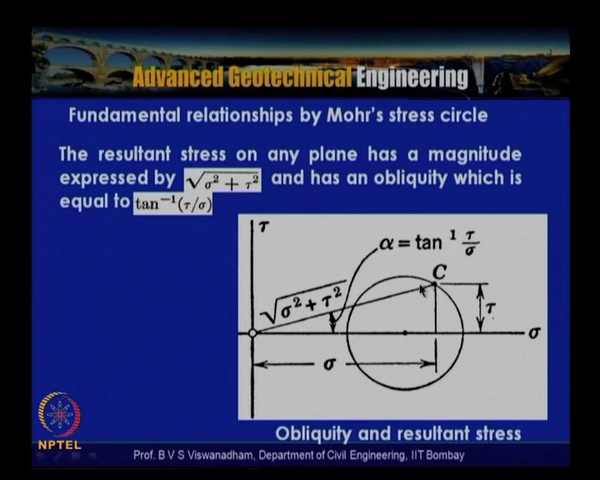 Advanced Geotechnical Engineering
Fundamental relationships by Mohr's stress circle
The resultant stress on any plane has a magnitude
expressed by √σ² + τ² and has an obliquity which is
equal to tan⁻¹(τ/σ)
τ
α = tan ¹ τ/σ
C
√σ² + τ²
τ
σ
σ
Obliquity and resultant stress
NPTEL
Prof. B V S Viswanadham, Department of Civil Engineering, IIT Bombay